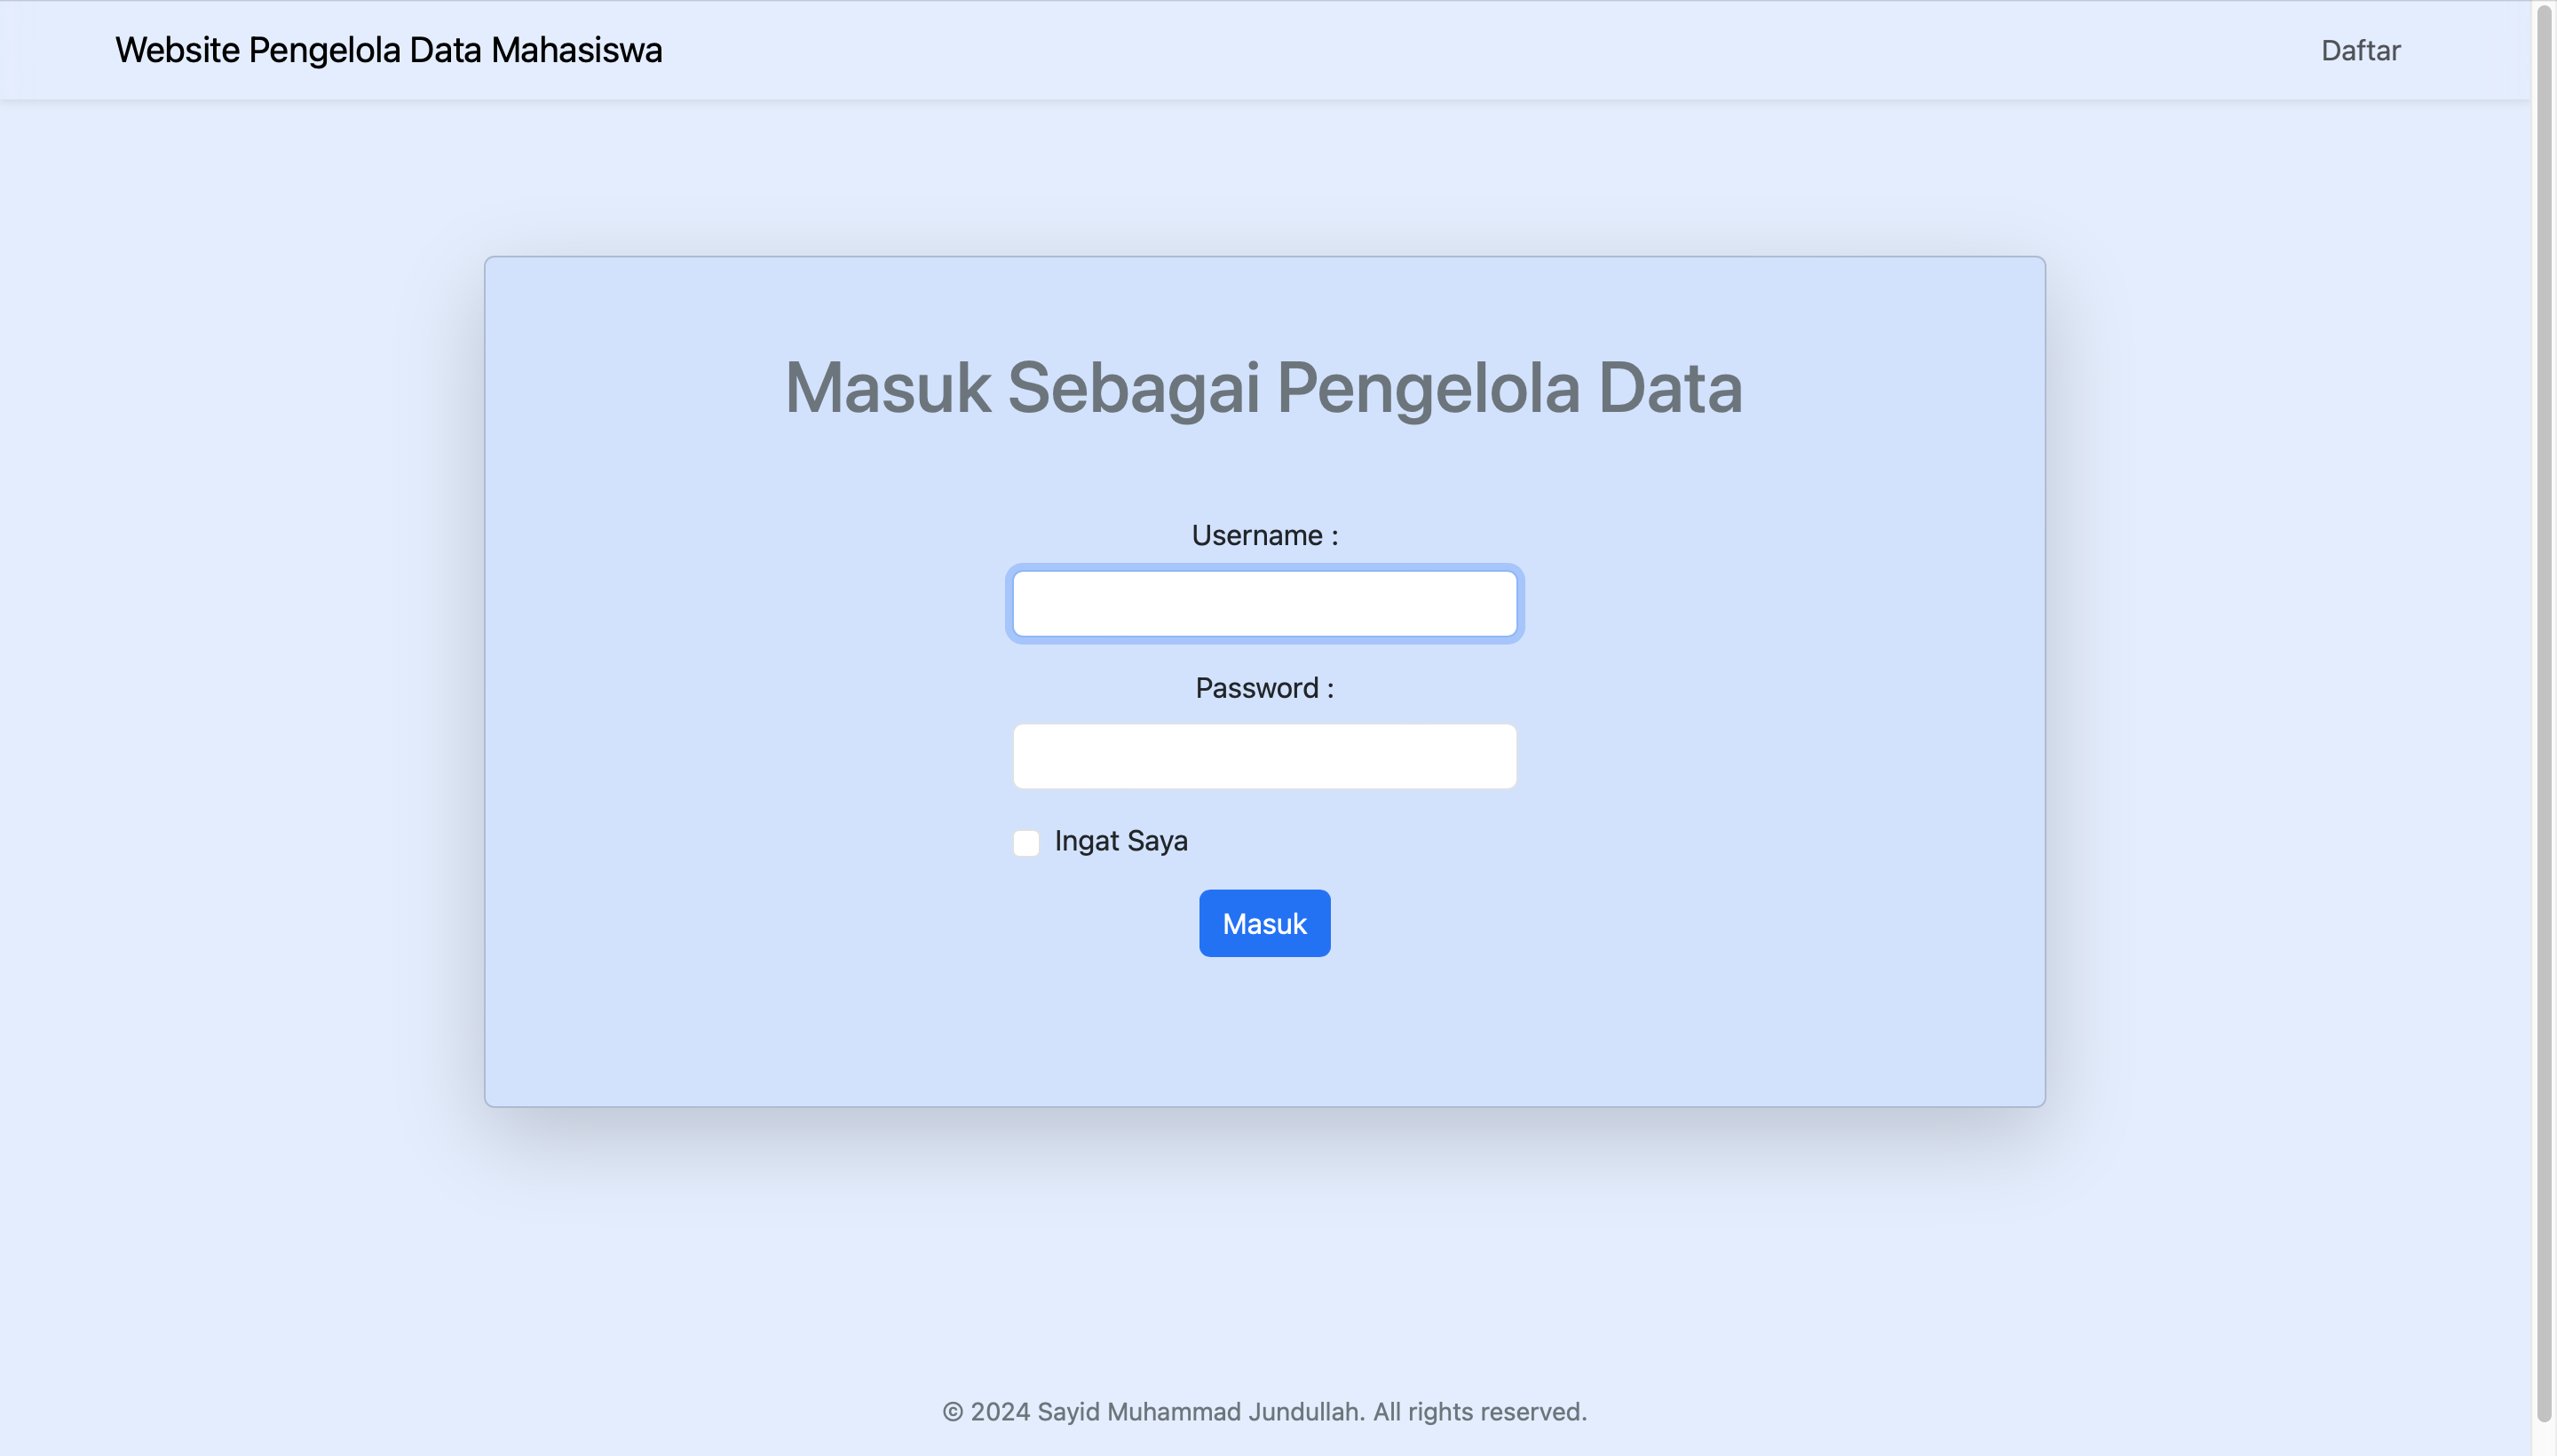 Website Pengelola Data Mahasiswa
Daftar
Masuk Sebagai Pengelola Data
Username :
Password :
Ingat Saya
Masuk
© 2024 Sayid Muhammad Jundullah. All rights reserved.